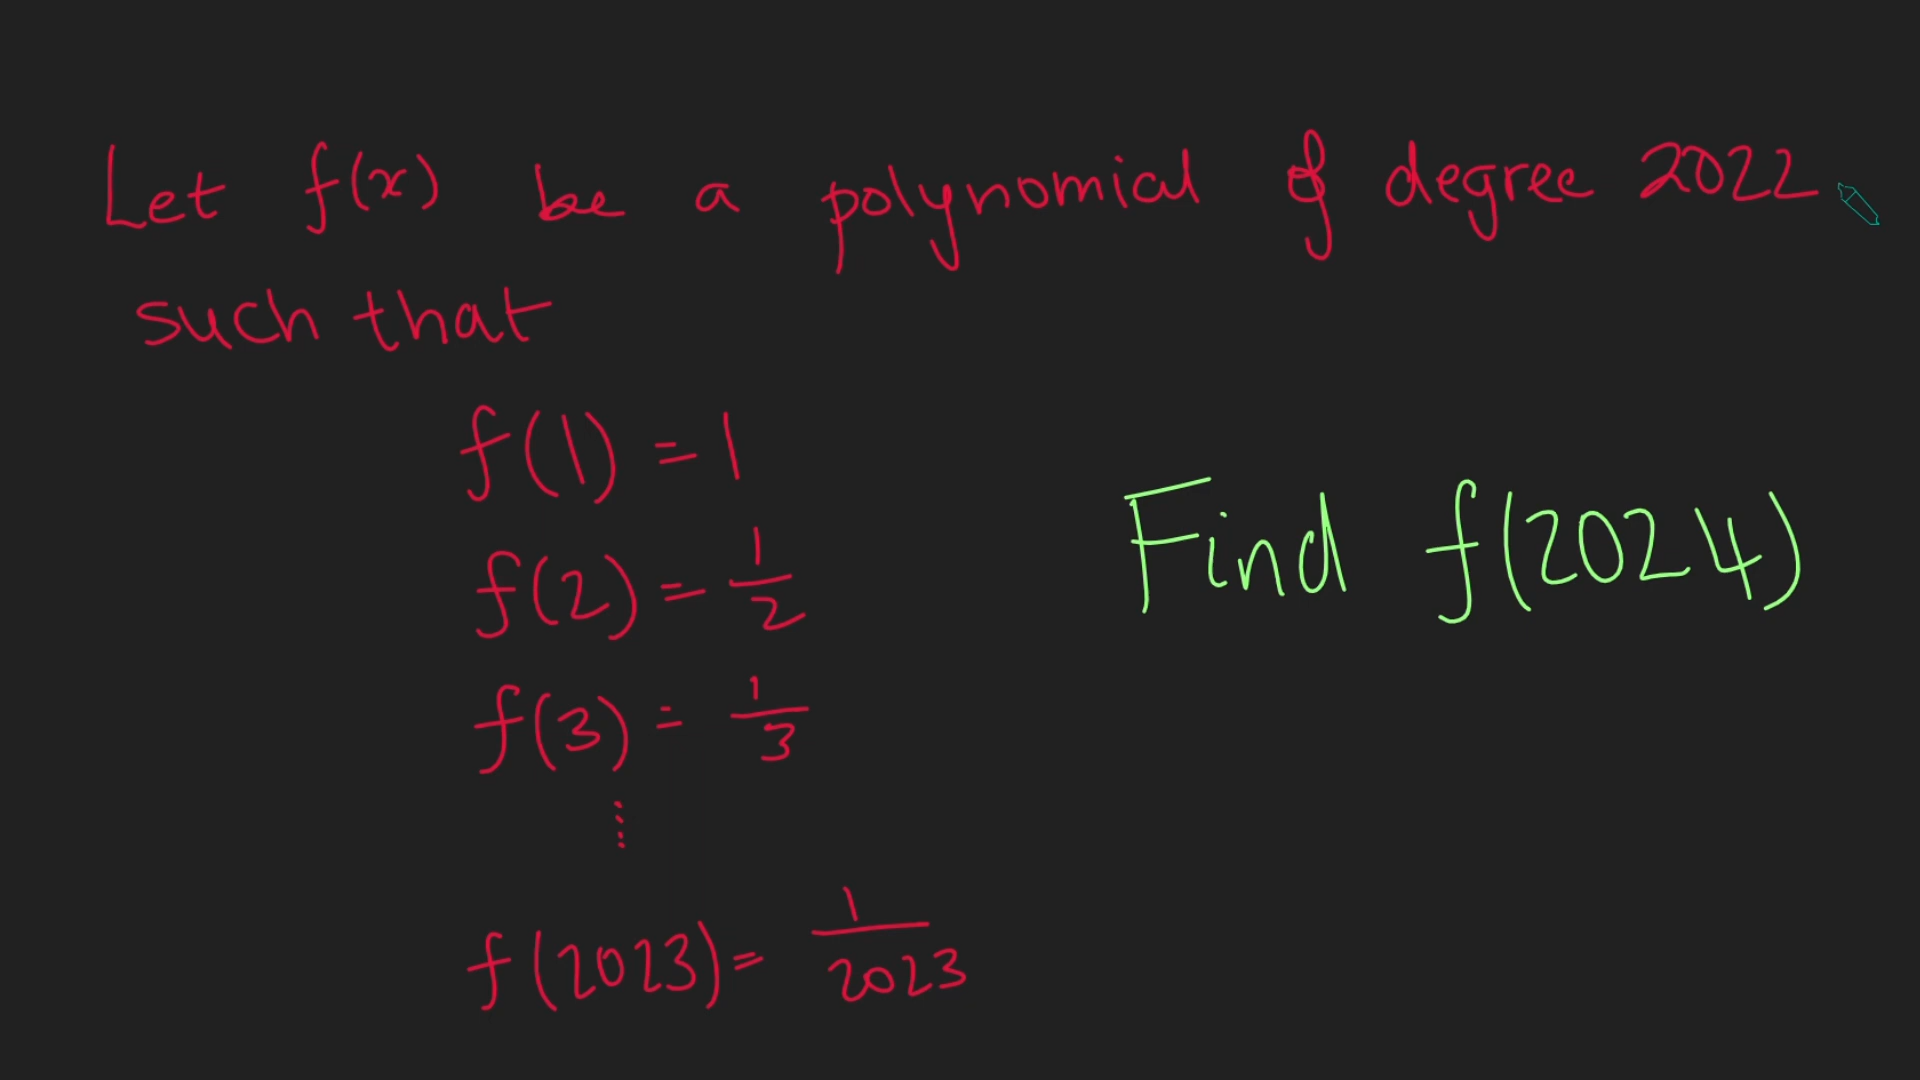 Let f(x) be a polynomial of degree 2022
such that
f(1) = 1
f(2) = 1/2
Find f(2024)
f(3) = 1/3
⋮
f(2023) = 1/2023